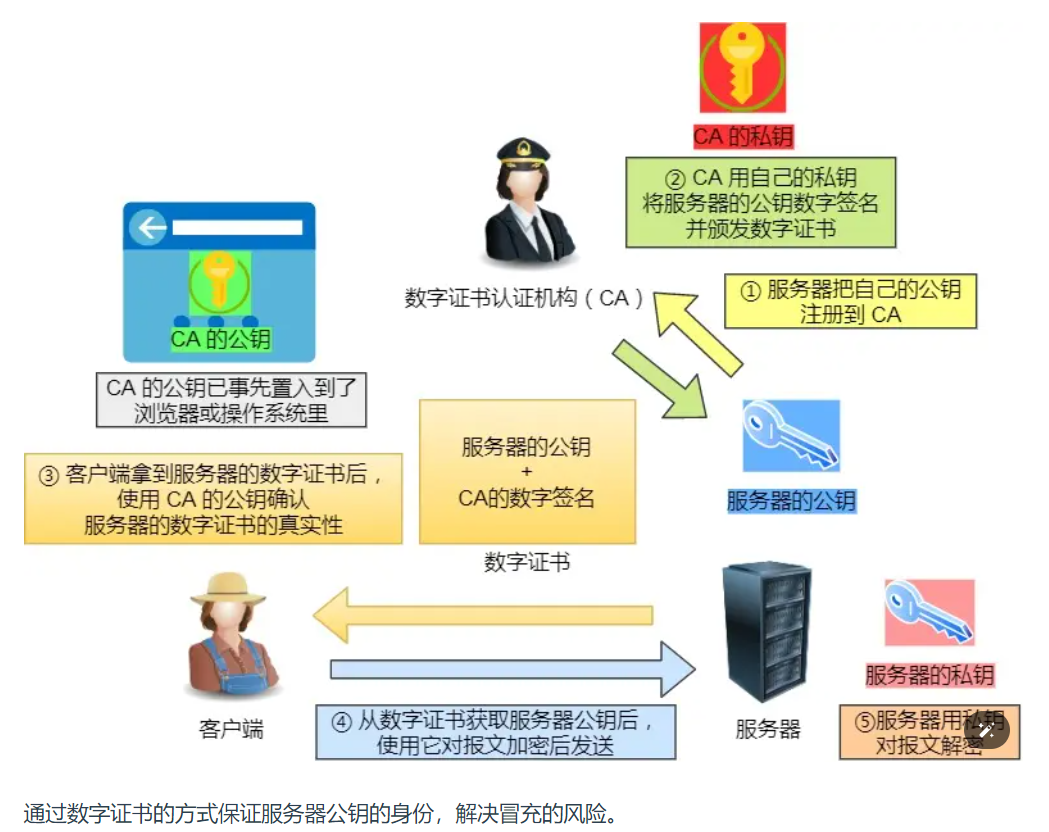 CA 的私钥
② CA 用自己的私钥
将服务器的公钥数字签名
并颁发数字证书
数字证书认证机构（CA）
① 服务器把自己的公钥
注册到 CA
CA 的公钥
CA 的公钥已事先置入到了
浏览器或操作系统里
③ 客户端拿到服务器的数字证书后，
使用 CA 的公钥确认
服务器的数字证书的真实性
服务器的公钥
+
CA的数字签名
数字证书
服务器的公钥
服务器的私钥
客户端
④ 从数字证书获取服务器公钥后，
使用它对报文加密后发送
服务器
⑤服务器用私钥
对报文解密
通过数字证书的方式保证服务器公钥的身份，解决冒充的风险。